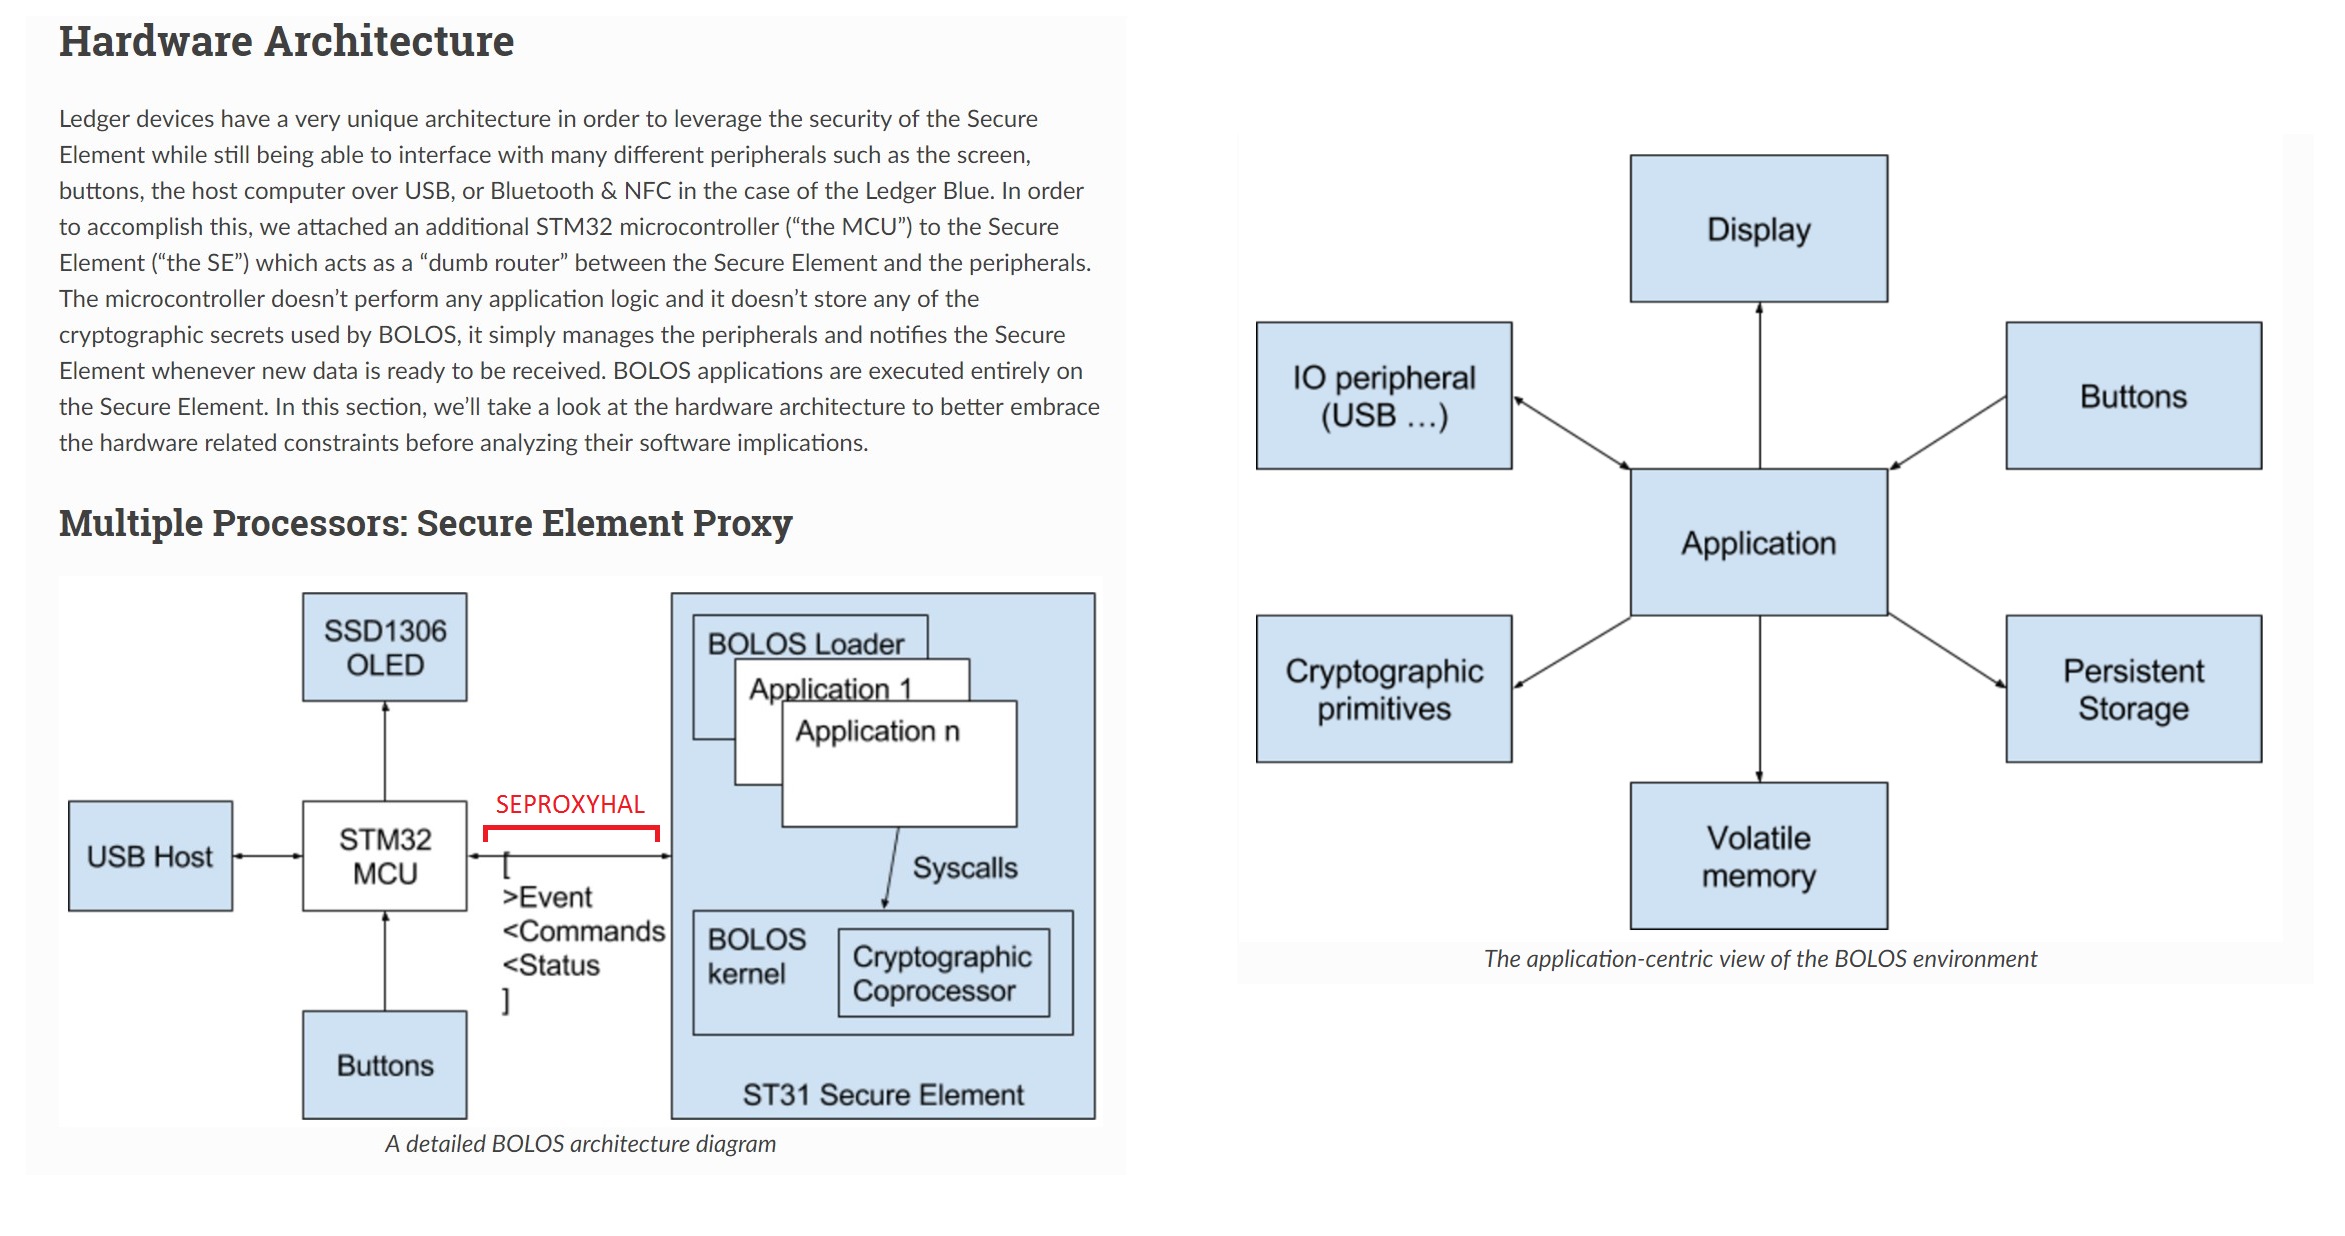 Hardware Architecture
Ledger devices have a very unique architecture in order to leverage the security of the Secure
Element while still being able to interface with many different peripherals such as the screen,
buttons, the host computer over USB, or Bluetooth & NFC in the case of the Ledger Blue. In order
to accomplish this, we attached an additional STM32 microcontroller (“the MCU”) to the Secure
Element (“the SE”) which acts as a “dumb router” between the Secure Element and the peripherals.
The microcontroller doesn’t perform any application logic and it doesn’t store any of the
cryptographic secrets used by BOLOS, it simply manages the peripherals and notifies the Secure
Element whenever new data is ready to be received. BOLOS applications are executed entirely on
the Secure Element. In this section, we’ll take a look at the hardware architecture to better embrace
the hardware related constraints before analyzing their software implications.
Multiple Processors: Secure Element Proxy
SSD1306
OLED
USB Host
STM32
MCU
Buttons
SEPROXYHAL
[
>Event
<Commands
<Status
]
BOLOS Loader
Application 1
Application n
Syscalls
BOLOS
kernel
Cryptographic
Coprocessor
ST31 Secure Element
A detailed BOLOS architecture diagram
Display
IO peripheral
(USB ...)
Buttons
Application
Cryptographic
primitives
Persistent
Storage
Volatile
memory
The application-centric view of the BOLOS environment